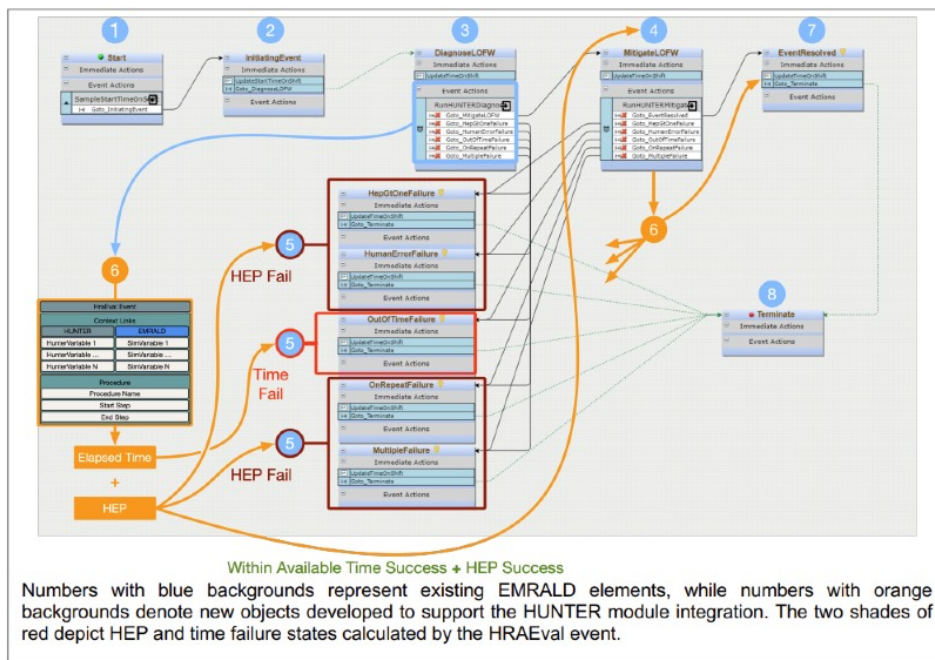 1
2
3
4
7
Start
Immediate Actions
Event Actions
SampleStartTimeOnS
Goto_InitiatingEvent
InitiatingEvent
Immediate Actions
UpdateStartTimeOnShift
Goto_DiagnoseLOFW
Event Actions
DiagnoseLOFW
Immediate Actions
UpdateTimeOnShift
Event Actions
RunHUNTERDiagno
Goto_MitigateLOFW
Goto_HepGtOneFailure
Goto_HumanErrorFailure
Goto_OutOfTimeFailure
Goto_OnRepeatFailure
Goto_MultipleFailure
MitigateLOFW
Immediate Actions
UpdateTimeOnShift
Event Actions
RunHUNTERMitigat
Goto_EventResolved
Goto_HepGtOneFailure
Goto_HumanErrorFailure
Goto_OutOfTimeFailure
Goto_OnRepeatFailure
Goto_MultipleFailure
EventResolved
Immediate Actions
UpdateTimeOnShift
Goto_Terminate
Event Actions
HepGtOneFailure
Immediate Actions
UpdateTimeOnShift
Goto_Terminate
Event Actions
5
HEP Fail
HumanErrorFailure
Immediate Actions
UpdateTimeOnShift
Goto_Terminate
Event Actions
6
6
8
Terminate
Immediate Actions
Event Actions
HraEval Event
Context Links
HUNTER EMRALD
HunterVariable 1 SimVariable 1
HunterVariable ... SimVariable ...
HunterVariable N SimVariable N
Procedure
Procedure Name
Start Step
End Step
OutOfTimeFailure
Immediate Actions
UpdateTimeOnShift
Goto_Terminate
Event Actions
5
Time
Fail
OnRepeatFailure
Immediate Actions
UpdateTimeOnShift
Goto_Terminate
Event Actions
5
HEP Fail
MultipleFailure
Immediate Actions
UpdateTimeOnShift
Goto_Terminate
Event Actions
Elapsed Time
+
HEP
Within Available Time Success + HEP Success
Numbers with blue backgrounds represent existing EMRALD elements, while numbers with orange
backgrounds denote new objects developed to support the HUNTER module integration. The two shades of
red depict HEP and time failure states calculated by the HRAEval event.